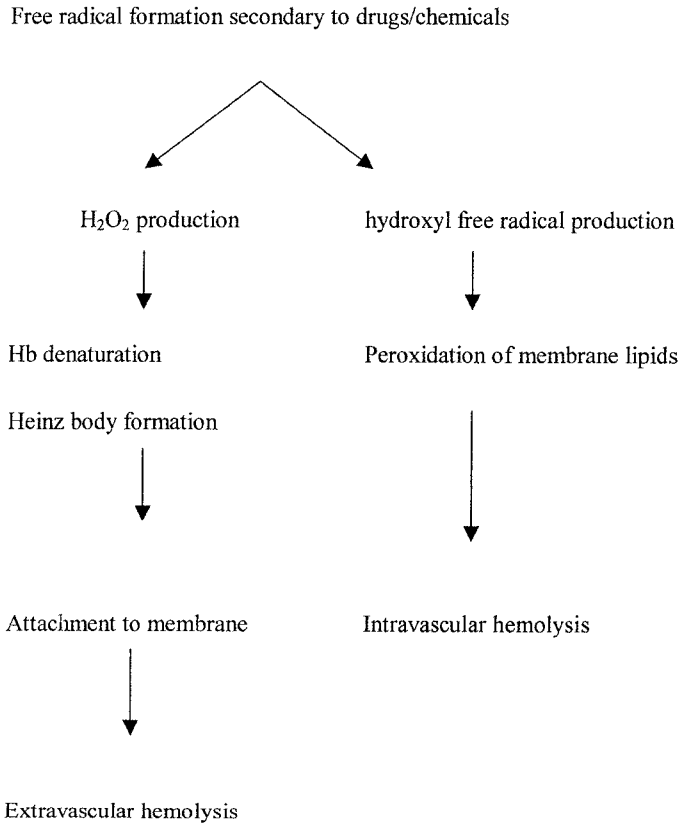 Free radical formation secondary to drugs/chemicals
H₂O₂ production
hydroxyl free radical production
Hb denaturation
Peroxidation of membrane lipids
Heinz body formation
Attachment to membrane
Intravascular hemolysis
Extravascular hemolysis